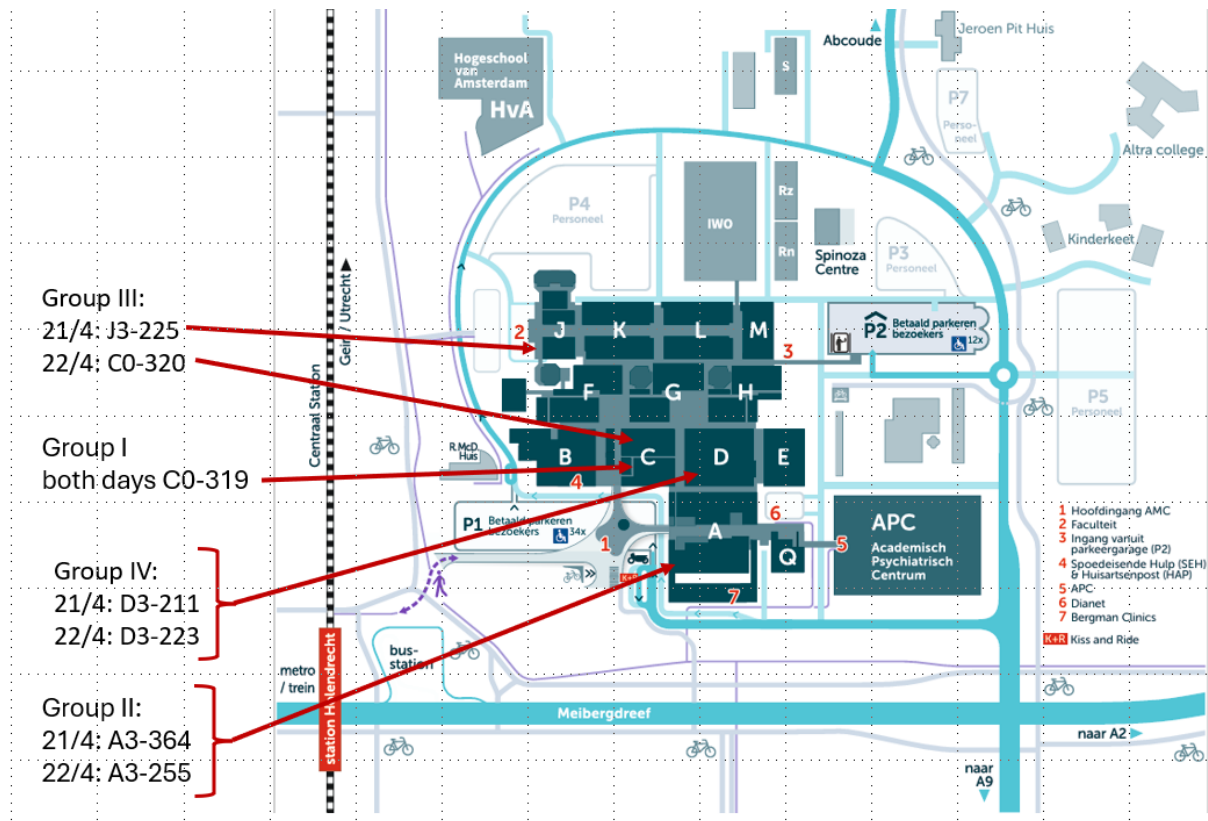 Group III:
21/4: J3-225
22/4: C0-320
Group I
both days C0-319
Group IV:
21/4: D3-211
22/4: D3-223
Group II:
21/4: A3-364
22/4: A3-255
Hogeschool
van
Amsterdam
HvA
Abcoude
Jeroen Pit Huis
S
P7
Perso-
neel
Altra college
P4
Personeel
IWO
Rz
Rn
Spinoza
Centre
P3
Personeel
Kinderkeet
Centraal Station
Gein / Utrecht
2
J
K
L
M
3
P2
Betaald parkeren
bezoekers
12x
P5
Personeel
F
G
H
R.McD.
Huis
B
C
D
E
4
P1
Betaald parkeren
bezoekers
34x
1
A
6
Q
5
7
K+R
APC
Academisch
Psychiatrisch
Centrum
1 Hoofdingang AMC
2 Faculteit
3 Ingang vanuit
parkeergarage (P2)
4 Spoedeisende Hulp (SEH)
& Huisartsenpost (HAP)
5 APC
6 Dianet
7 Bergman Clinics
K+R Kiss and Ride
metro
/ trein
station Holendrecht
bus-
station
Meibergdreef
naar A2
naar
A9